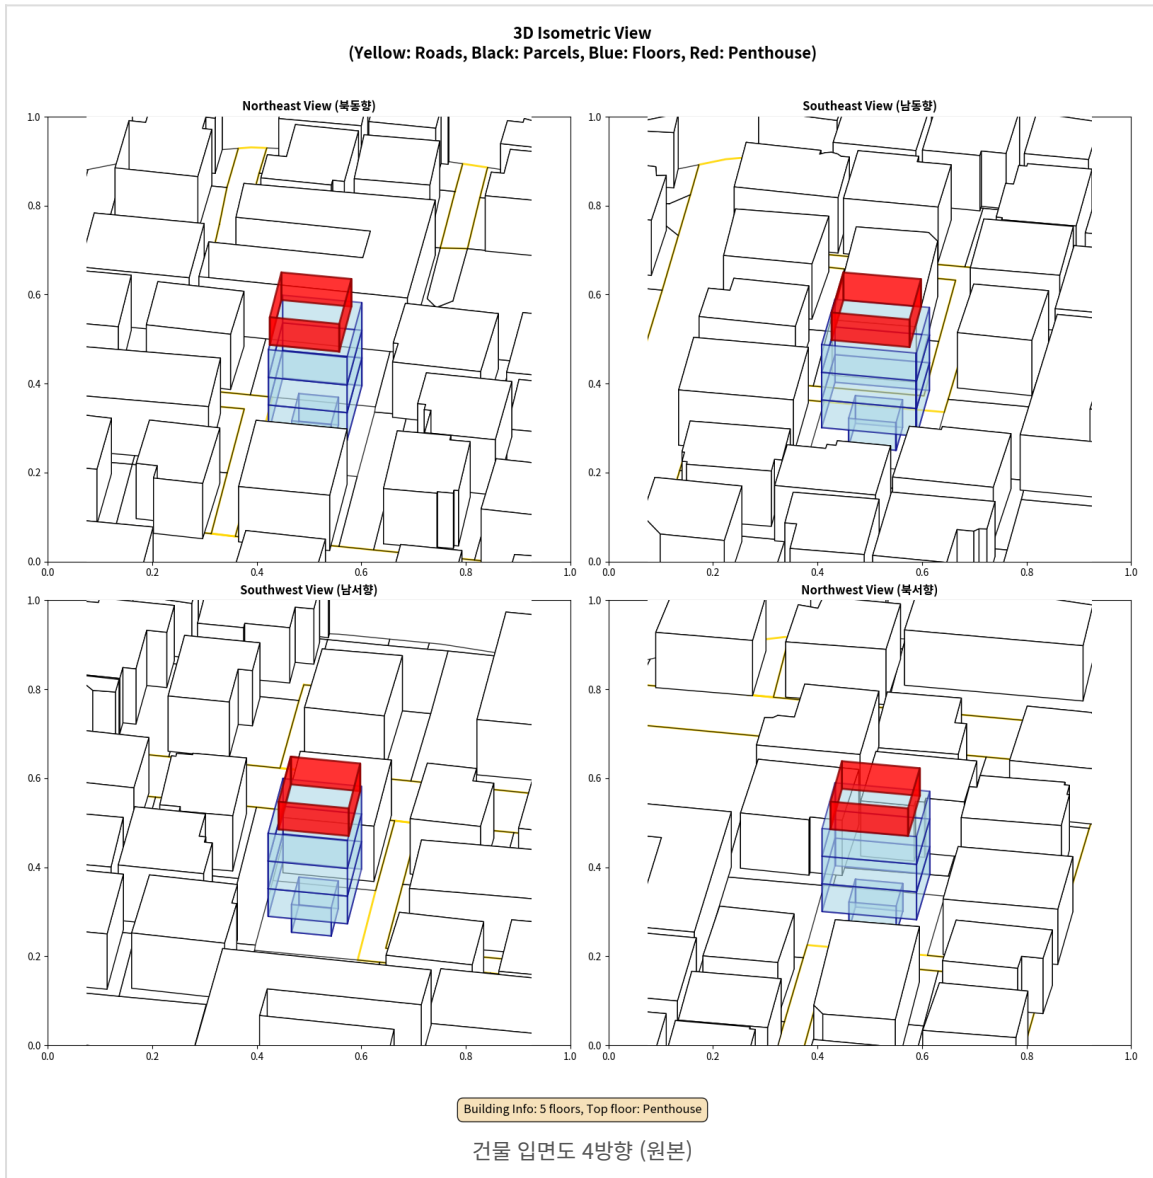 3D Isometric View
(Yellow: Roads, Black: Parcels, Blue: Floors, Red: Penthouse)
Northeast View (북동향)
1.0
0.8
0.6
0.4
0.2
0.0
0.0 0.2 0.4 0.6 0.8 1.0
Southeast View (남동향)
1.0
0.8
0.6
0.4
0.2
0.0
0.0 0.2 0.4 0.6 0.8 1.0
Southwest View (남서향)
1.0
0.8
0.6
0.4
0.2
0.0
0.0 0.2 0.4 0.6 0.8 1.0
Northwest View (북서향)
1.0
0.8
0.6
0.4
0.2
0.0
0.0 0.2 0.4 0.6 0.8 1.0
Building Info: 5 floors, Top floor: Penthouse
건물 입면도 4방향 (원본)